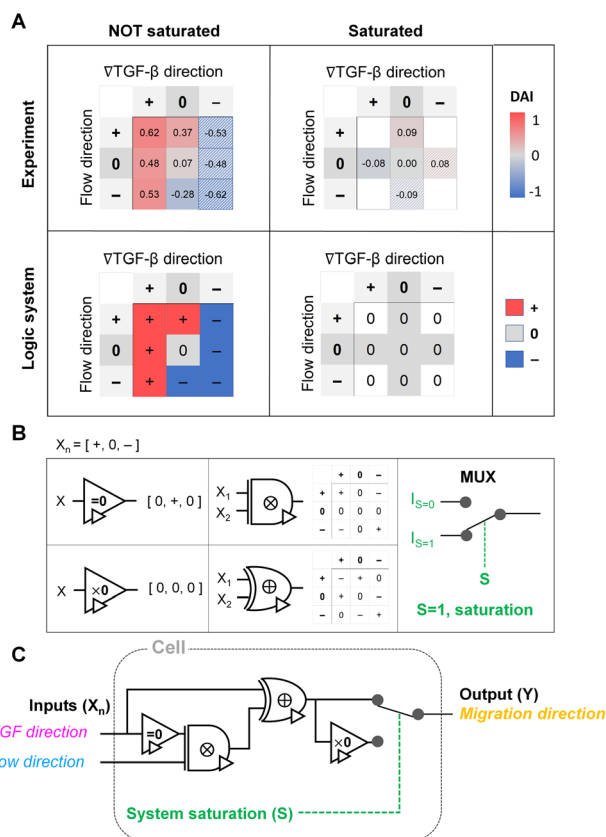 A
NOT saturated
Saturated
Experiment
∇TGF-β direction
+ 0 −
Flow direction
+ 0.62 0.37 -0.53
0 0.48 0.07 -0.48
− 0.53 -0.28 -0.62
∇TGF-β direction
+ 0 −
Flow direction
+ 0.09
0 -0.08 0.00 0.08
− -0.09
DAI
1
0
-1
Logic system
∇TGF-β direction
+ 0 −
Flow direction
+ + + −
0 + 0 −
− + − −
∇TGF-β direction
+ 0 −
Flow direction
+ 0 0 0
0 0 0 0
− 0 0 0
+
0
−
B
Xn = [ +, 0, − ]
X =0 [ 0, +, 0 ]
X1
X2
⊗
+ 0 −
+ + 0 −
0 0 0 0
− − 0 +
X ×0 [ 0, 0, 0 ]
X1
X2
⊕
+ 0 −
+ − + 0
0 + 0 −
− 0 − +
MUX
IS=0
IS=1
S
S=1, saturation
C
Cell
Inputs (Xn)
TGF direction
=0
⊗
⊕
×0
Output (Y)
Migration direction
direction
System saturation (S)